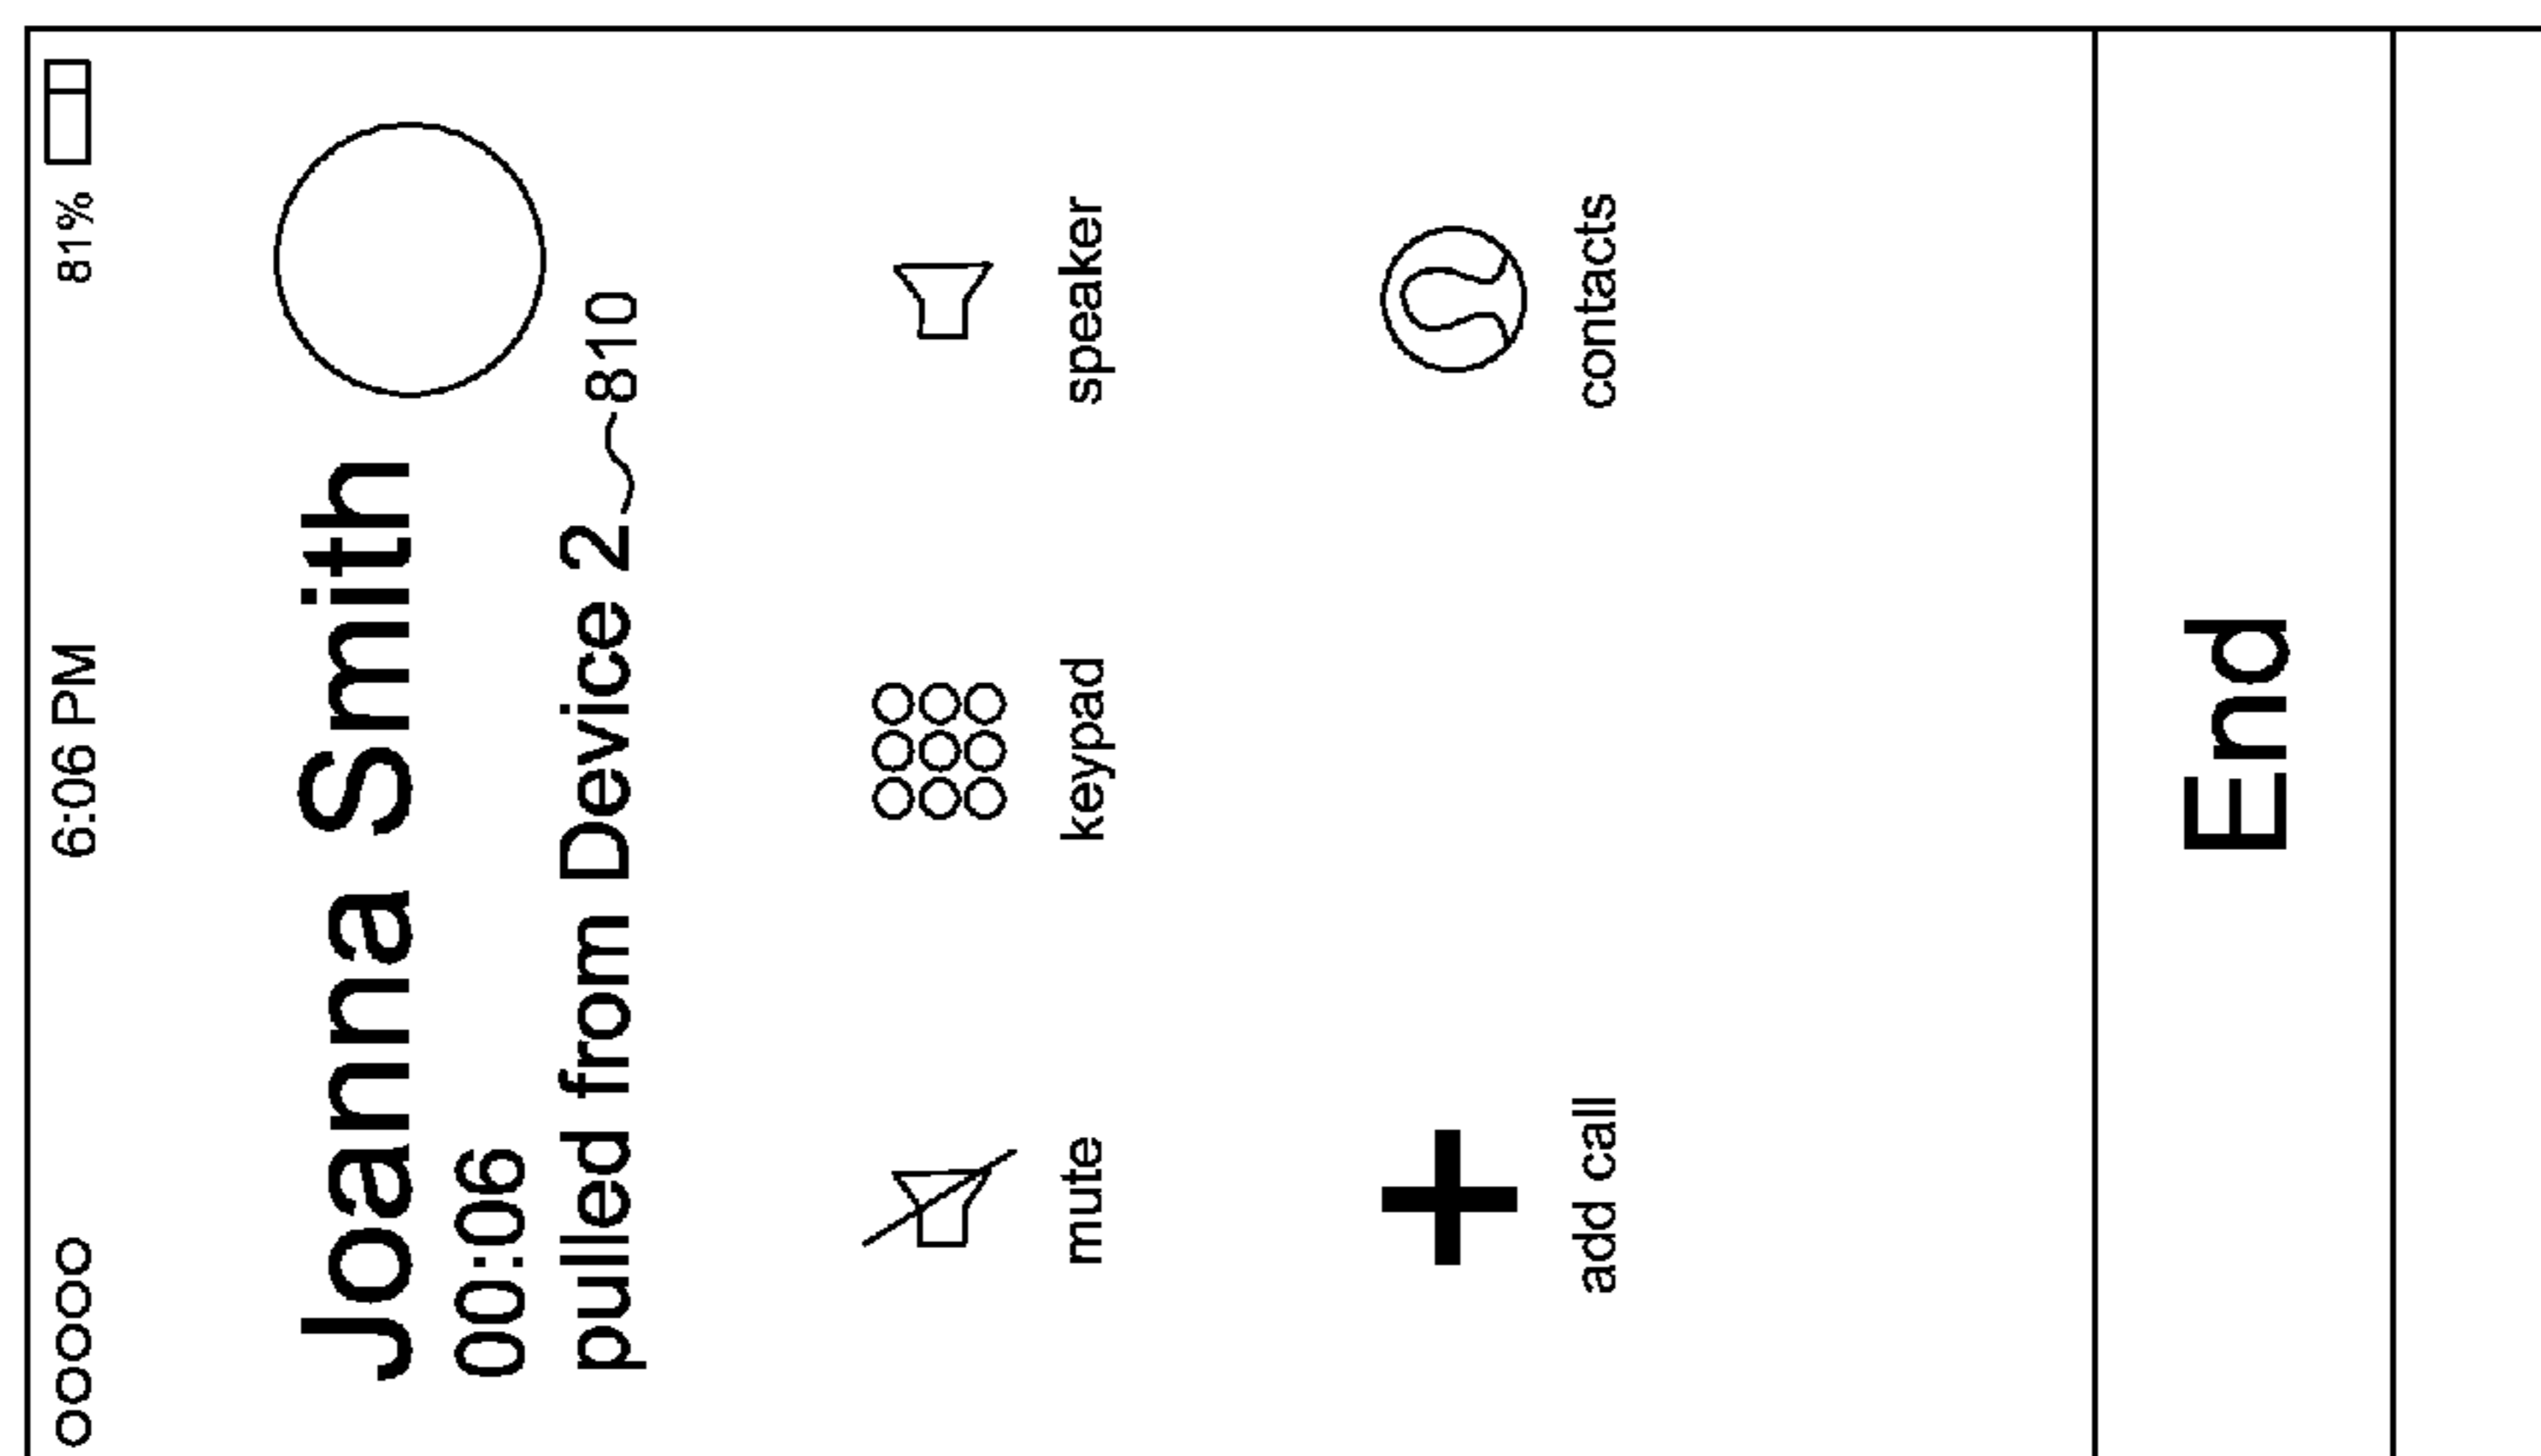 6:06 PM 81%
Joanna Smith
00:06
pulled from Device 2 810
mute keypad speaker
add call contacts
End